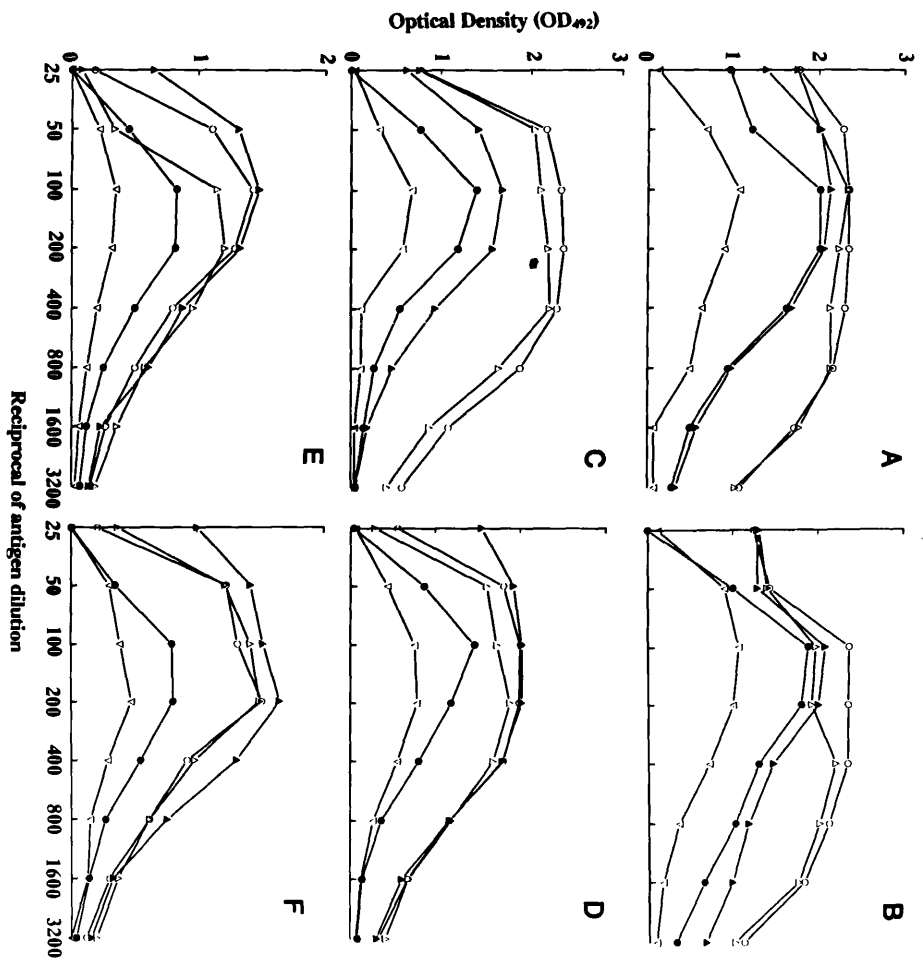 Optical Density (OD₄₉₂)
0 1 2 3
A
B
0 1 2 3
C
D
0 1 2
E
F
25 50 100 200 400 800 1600 3200
25 50 100 200 400 800 1600 3200
Reciprocal of antigen dilution